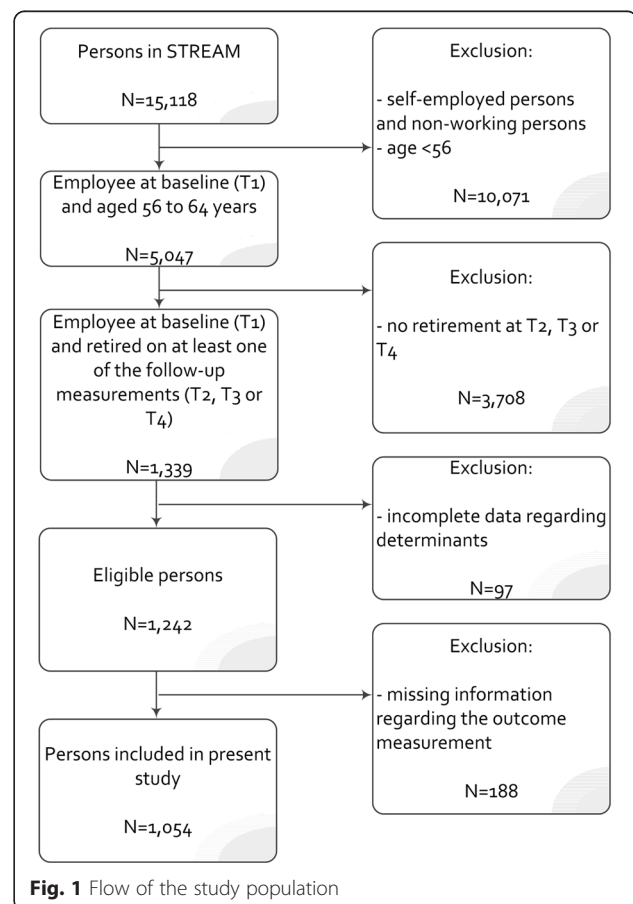 Persons in STREAM
N=15,118
Exclusion:
- self-employed persons
and non-working persons
- age <56
N=10,071
Employee at baseline (T1)
and aged 56 to 64 years
N=5,047
Exclusion:
- no retirement at T2, T3 or
T4
N=3,708
Employee at baseline (T1)
and retired on at least one
of the follow-up
measurements (T2, T3 or
T4)
N=1,339
Exclusion:
- incomplete data regarding
determinants
N=97
Eligible persons
N=1,242
Exclusion:
- missing information
regarding the outcome
measurement
N=188
Persons included in present
study
N=1,054
Fig. 1 Flow of the study population